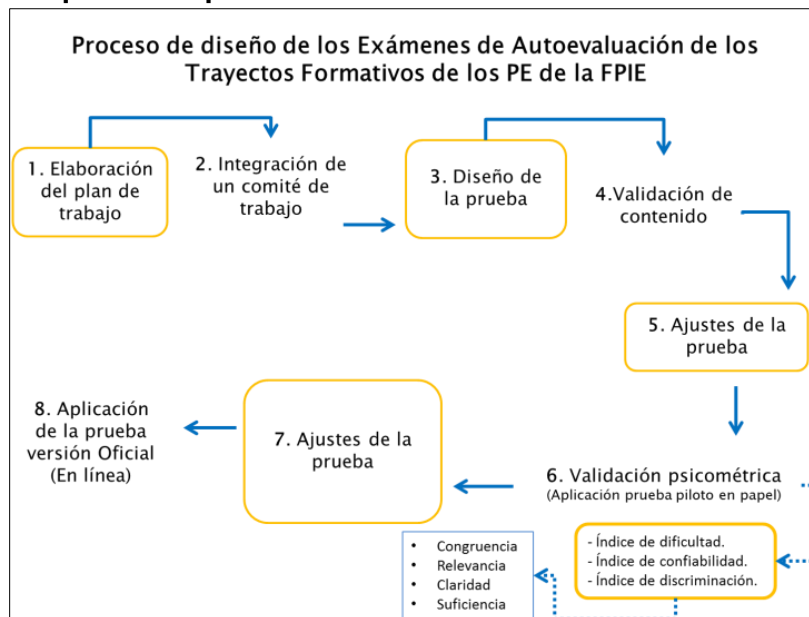 Proceso de diseño de los Exámenes de Autoevaluación de los
Trayectos Formativos de los PE de la FPIE
1. Elaboración
del plan de
trabajo
2. Integración de
un comité de
trabajo
3. Diseño de
la prueba
4.Validación de
contenido
5. Ajustes de la
prueba
6. Validación psicométrica
(Aplicación prueba piloto en papel)
- Índice de dificultad.
- Índice de confiabilidad.
- Índice de discriminación.
• Congruencia
• Relevancia
• Claridad
• Suficiencia
7. Ajustes de la
prueba
8. Aplicación
de la prueba
versión Oficial
(En línea)